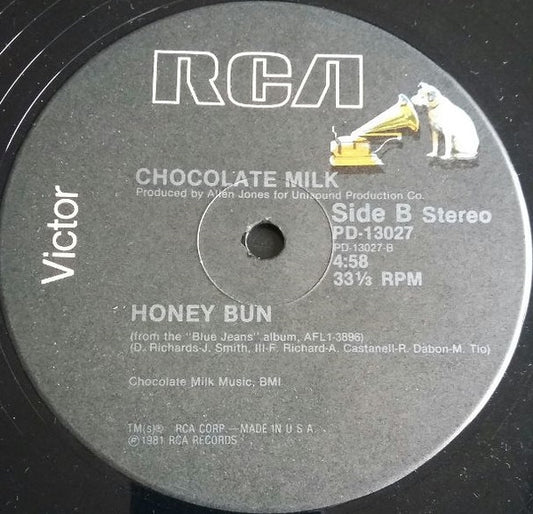 RCA
Victor
CHOCOLATE MILK
Produced by Allen Jones for Unisound Production Co.
Side B Stereo
PD-13027
PD-13027-B
4:58
33⅓ RPM
HONEY BUN
(from the "Blue Jeans" album, AFL1-3896)
(D. Richards-J. Smith, III-F. Richard-A. Castanell-R. Dabon-M. Tio)
Chocolate Milk Music, BMI
TM(s)® RCA CORP.—MADE IN U.S.A.
℗1981 RCA RECORDS